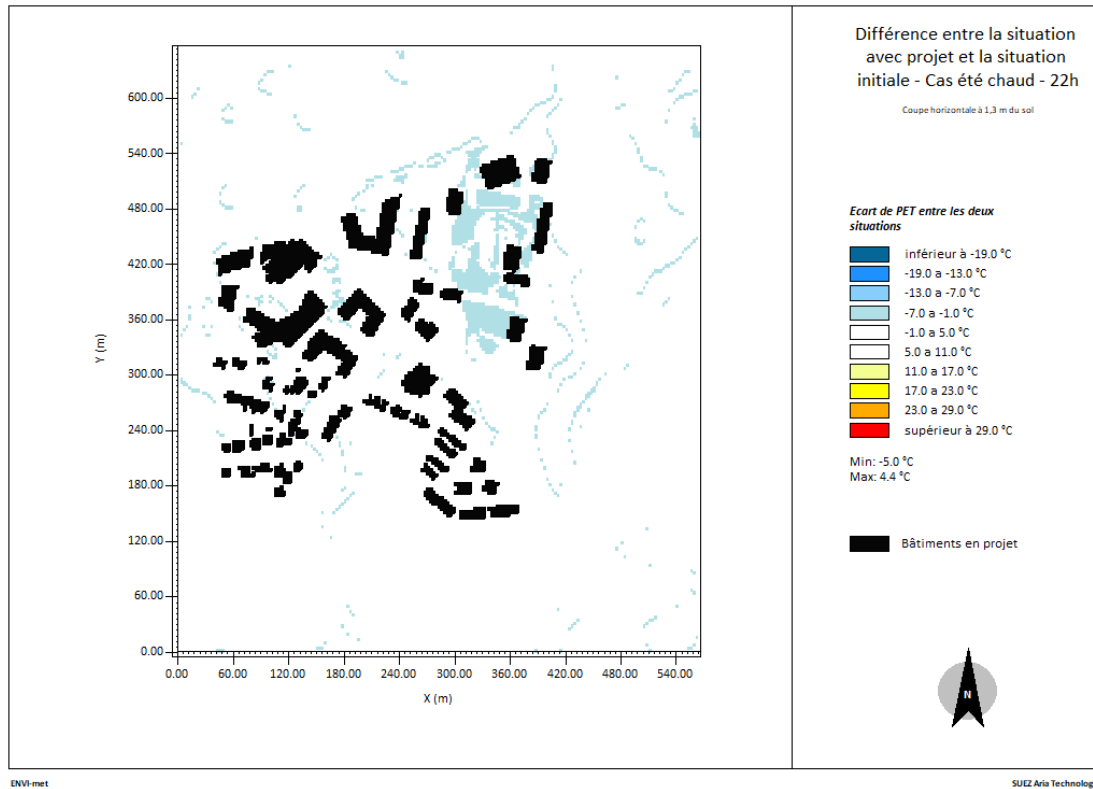 Différence entre la situation
avec projet et la situation
initiale - Cas été chaud - 22h
Coupe horizontale à 1,3 m du sol
600.00
540.00
480.00
420.00
360.00
300.00
240.00
180.00
120.00
60.00
0.00
Y (m)
0.00 60.00 120.00 180.00 240.00 300.00 360.00 420.00 480.00 540.00
X (m)
Ecart de PET entre les deux
situations
inférieur à -19.0 °C
-19.0 a -13.0 °C
-13.0 a -7.0 °C
-7.0 a -1.0 °C
-1.0 a 5.0 °C
5.0 a 11.0 °C
11.0 a 17.0 °C
17.0 a 23.0 °C
23.0 a 29.0 °C
supérieur à 29.0 °C
Min: -5.0 °C
Max: 4.4 °C
Bâtiments en projet
N
ENVI-met
SUEZ Aria Technolog